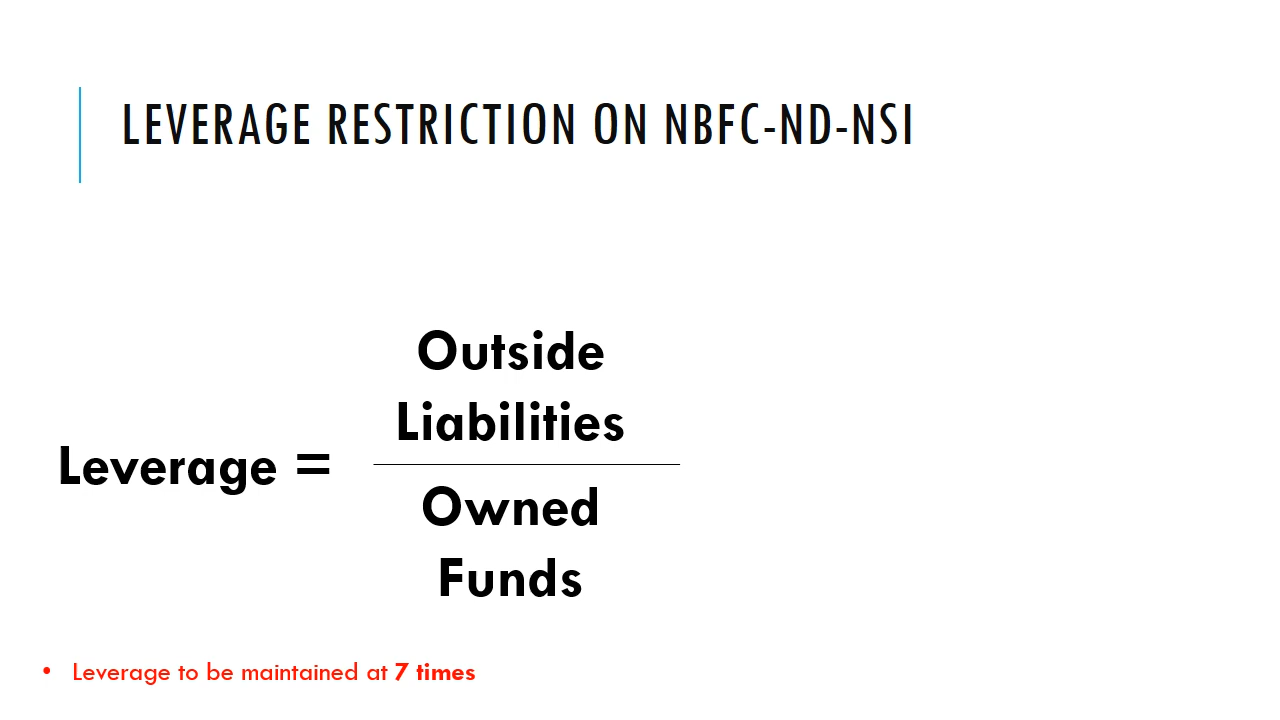 LEVERAGE RESTRICTION ON NBFC-ND-NSI
Leverage =
Outside
Liabilities
Owned
Funds
• Leverage to be maintained at 7 times